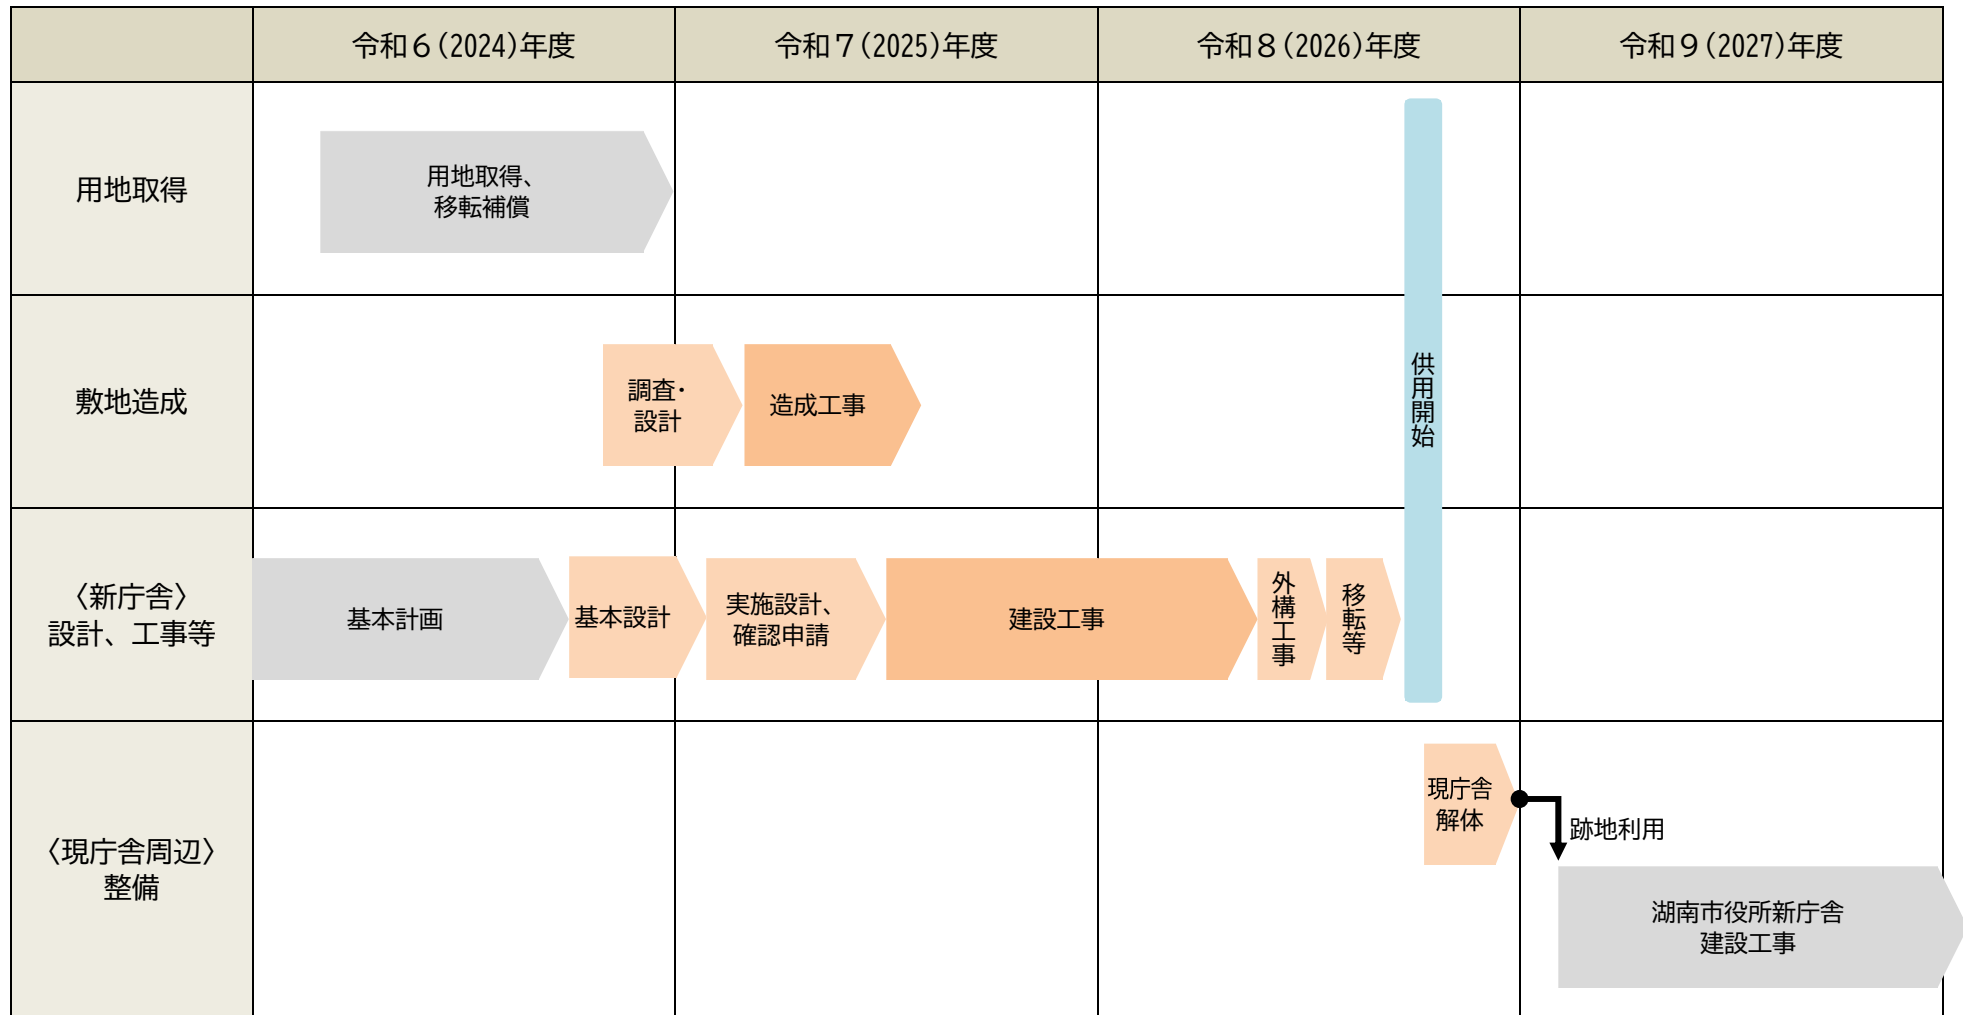 令和６(2024)年度
令和７(2025)年度
令和８(2026)年度
令和９(2027)年度
用地取得
用地取得、
移転補償
敷地造成
調査・
設計
造成工事
供用開始
〈新庁舎〉
設計、工事等
基本計画
基本設計
実施設計、
確認申請
建設工事
外構工事
移転等
〈現庁舎周辺〉
整備
現庁舎
解体
跡地利用
湖南市役所新庁舎
建設工事